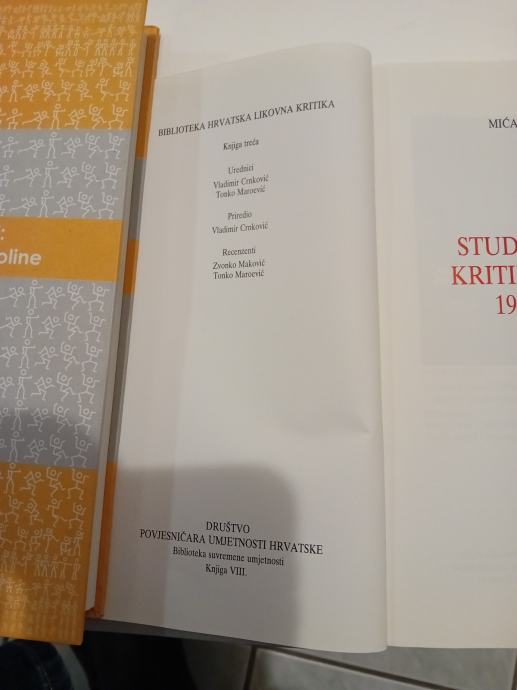 :
oline
BIBLIOTEKA HRVATSKA LIKOVNA KRITIKA
Knjiga treća
Urednici
Vladimir Crnković
Tonko Maroević
Priredio
Vladimir Crnković
Recenzenti
Zvonko Maković
Tonko Maroević
DRUŠTVO
POVJESNIČARA UMJETNOSTI HRVATSKE
Biblioteka suvremene umjetnosti
Knjiga VIII.
MIĆA
STUD
KRITI
19